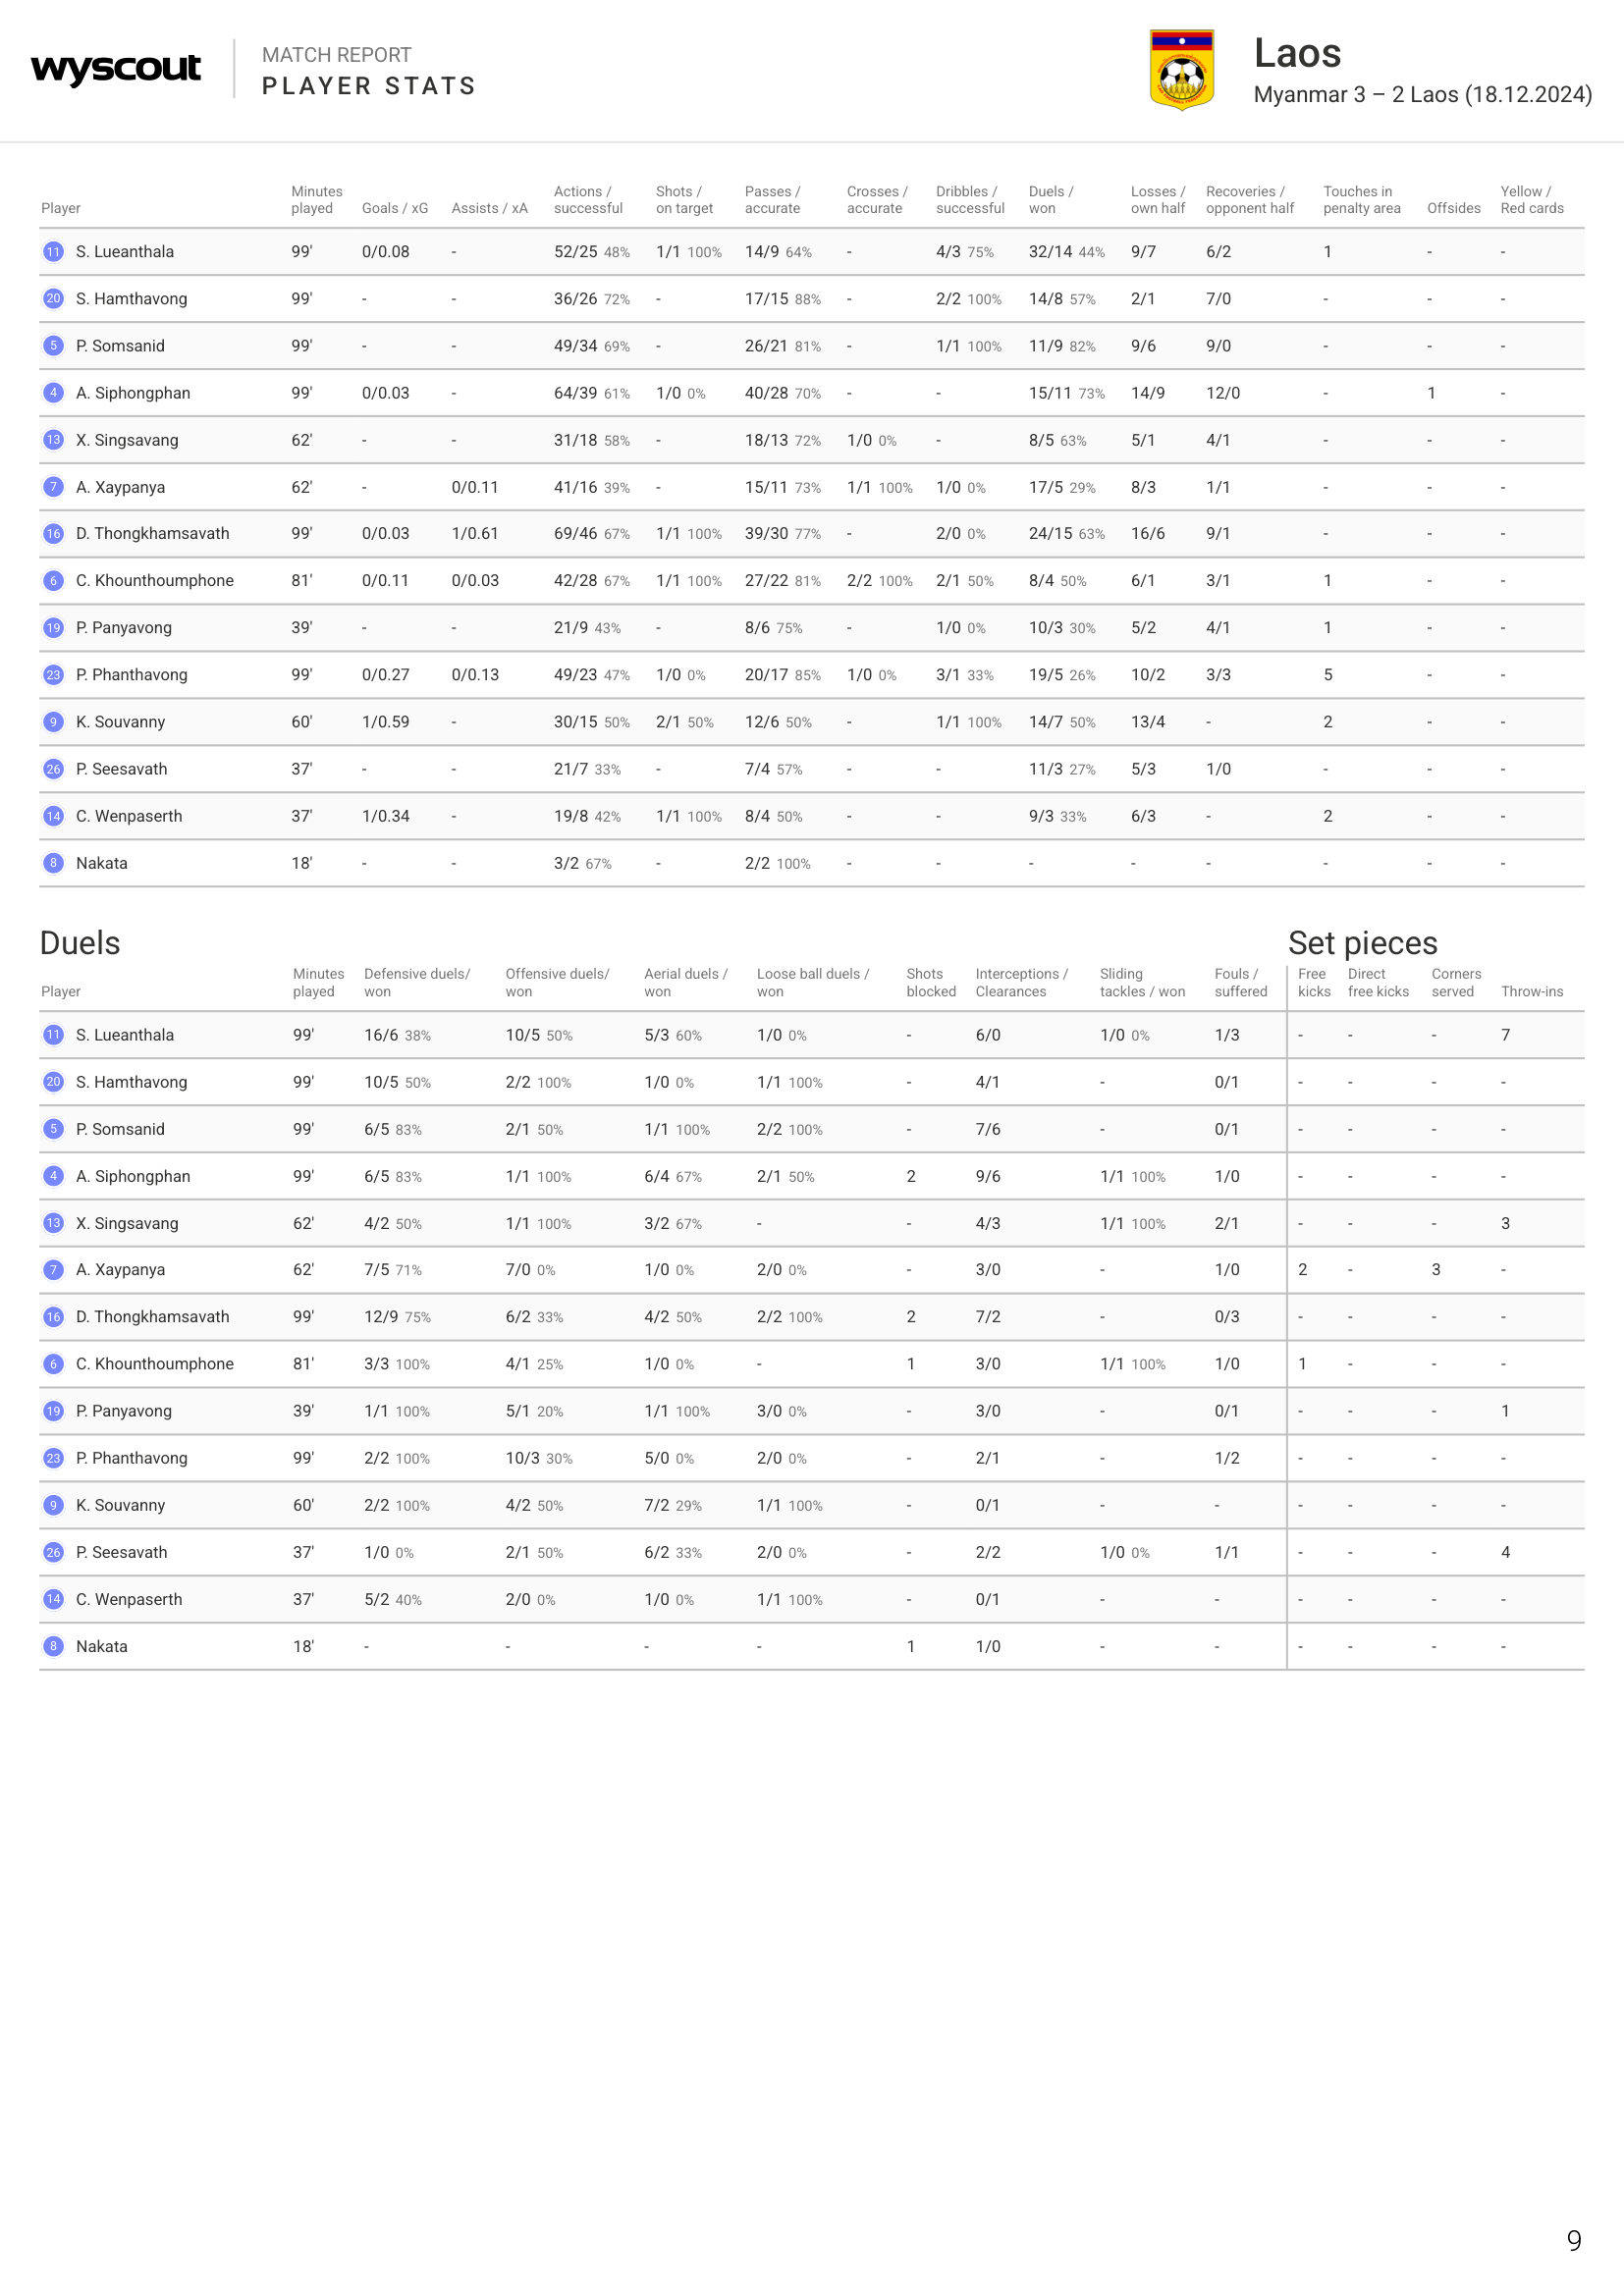 wyscout
MATCH REPORT
PLAYER STATS
Laos
Myanmar 3 – 2 Laos (18.12.2024)
Player Minutes played Goals / xG Assists / xA Actions / successful Shots / on target Passes / accurate Crosses / accurate Dribbles / successful Duels / won Losses / own half Recoveries / opponent half Touches in penalty area Offsides Yellow / Red cards
11 S. Lueanthala 99' 0/0.08 - 52/25 48% 1/1 100% 14/9 64% - 4/3 75% 32/14 44% 9/7 6/2 1 - -
20 S. Hamthavong 99' - - 36/26 72% - 17/15 88% - 2/2 100% 14/8 57% 2/1 7/0 - - -
5 P. Somsanid 99' - - 49/34 69% - 26/21 81% - 1/1 100% 11/9 82% 9/6 9/0 - - -
4 A. Siphongphan 99' 0/0.03 - 64/39 61% 1/0 0% 40/28 70% - - 15/11 73% 14/9 12/0 - 1 -
13 X. Singsavang 62' - - 31/18 58% - 18/13 72% 1/0 0% - 8/5 63% 5/1 4/1 - - -
7 A. Xaypanya 62' - 0/0.11 41/16 39% - 15/11 73% 1/1 100% 1/0 0% 17/5 29% 8/3 1/1 - - -
16 D. Thongkhamsavath 99' 0/0.03 1/0.61 69/46 67% 1/1 100% 39/30 77% - 2/0 0% 24/15 63% 16/6 9/1 - - -
6 C. Khounthoumphone 81' 0/0.11 0/0.03 42/28 67% 1/1 100% 27/22 81% 2/2 100% 2/1 50% 8/4 50% 6/1 3/1 1 - -
19 P. Panyavong 39' - - 21/9 43% - 8/6 75% - 1/0 0% 10/3 30% 5/2 4/1 1 - -
23 P. Phanthavong 99' 0/0.27 0/0.13 49/23 47% 1/0 0% 20/17 85% 1/0 0% 3/1 33% 19/5 26% 10/2 3/3 5 - -
9 K. Souvanny 60' 1/0.59 - 30/15 50% 2/1 50% 12/6 50% - 1/1 100% 14/7 50% 13/4 - 2 - -
26 P. Seesavath 37' - - 21/7 33% - 7/4 57% - - 11/3 27% 5/3 1/0 - - -
14 C. Wenpaserth 37' 1/0.34 - 19/8 42% 1/1 100% 8/4 50% - - 9/3 33% 6/3 - 2 - -
8 Nakata 18' - - 3/2 67% - 2/2 100% - - - - - - - -
Duels Set pieces
Player Minutes played Defensive duels/ won Offensive duels/ won Aerial duels / won Loose ball duels / won Shots blocked Interceptions / Clearances Sliding tackles / won Fouls / suffered Free kicks Direct free kicks Corners served Throw-ins
11 S. Lueanthala 99' 16/6 38% 10/5 50% 5/3 60% 1/0 0% - 6/0 1/0 0% 1/3 - - - 7
20 S. Hamthavong 99' 10/5 50% 2/2 100% 1/0 0% 1/1 100% - 4/1 - 0/1 - - - -
5 P. Somsanid 99' 6/5 83% 2/1 50% 1/1 100% 2/2 100% - 7/6 - 0/1 - - - -
4 A. Siphongphan 99' 6/5 83% 1/1 100% 6/4 67% 2/1 50% 2 9/6 1/1 100% 1/0 - - - -
13 X. Singsavang 62' 4/2 50% 1/1 100% 3/2 67% - - 4/3 1/1 100% 2/1 - - - 3
7 A. Xaypanya 62' 7/5 71% 7/0 0% 1/0 0% 2/0 0% - 3/0 - 1/0 2 - 3 -
16 D. Thongkhamsavath 99' 12/9 75% 6/2 33% 4/2 50% 2/2 100% 2 7/2 - 0/3 - - - -
6 C. Khounthoumphone 81' 3/3 100% 4/1 25% 1/0 0% - 1 3/0 1/1 100% 1/0 1 - - -
19 P. Panyavong 39' 1/1 100% 5/1 20% 1/1 100% 3/0 0% - 3/0 - 0/1 - - - 1
23 P. Phanthavong 99' 2/2 100% 10/3 30% 5/0 0% 2/0 0% - 2/1 - 1/2 - - - -
9 K. Souvanny 60' 2/2 100% 4/2 50% 7/2 29% 1/1 100% - 0/1 - - - - - -
26 P. Seesavath 37' 1/0 0% 2/1 50% 6/2 33% 2/0 0% - 2/2 1/0 0% 1/1 - - - 4
14 C. Wenpaserth 37' 5/2 40% 2/0 0% 1/0 0% 1/1 100% - 0/1 - - - - - -
8 Nakata 18' - - - - 1 1/0 - - - - - -
9